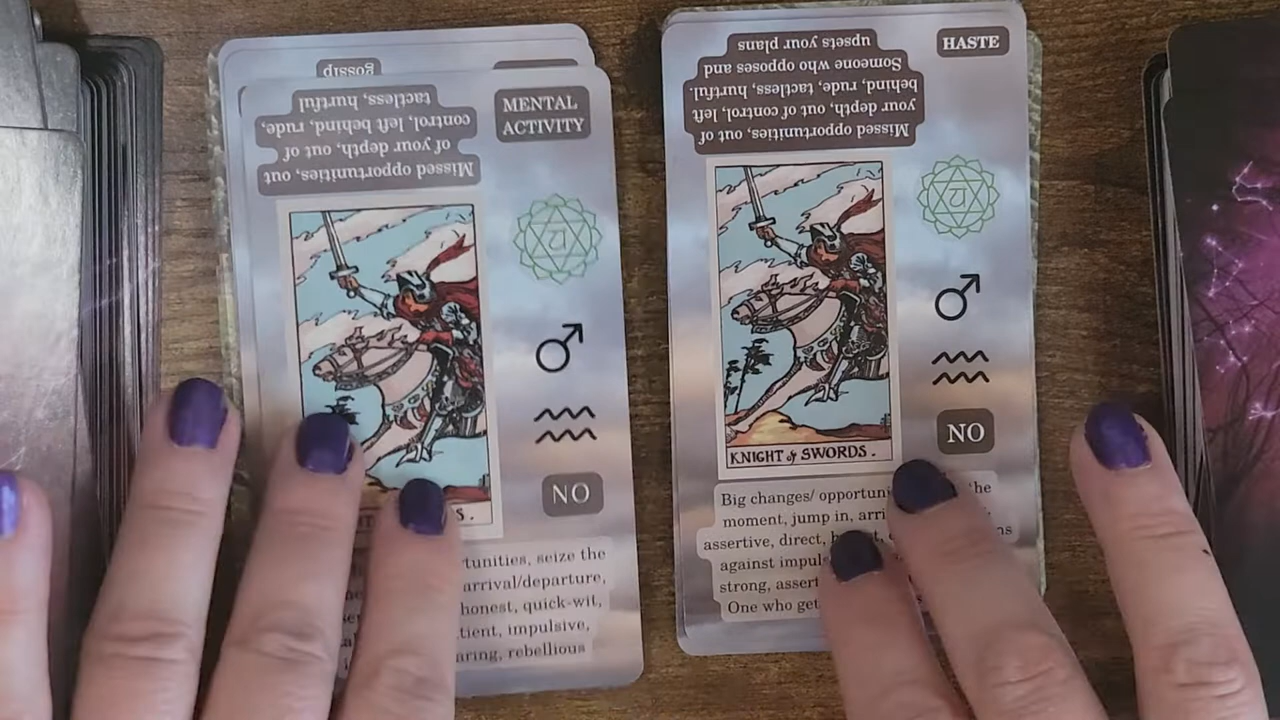 gossip
Missed opportunities, out
of your depth, out of
control, left behind, rude,
tactless, hurtful
MENTAL
ACTIVITY
NO
S.
tunities, seize the
arrival/departure,
honest, quick-wit,
tient, impulsive,
aring, rebellious
Missed opportunities, out of
your depth, out of control, left
behind, rude, tactless, hurtful.
Someone who opposes and
upsets your plans
HASTE
NO
KNIGHT of SWORDS.
Big changes/ opportuni he
moment, jump in, arri
assertive, direct,
against impuls
strong, assert
One who get